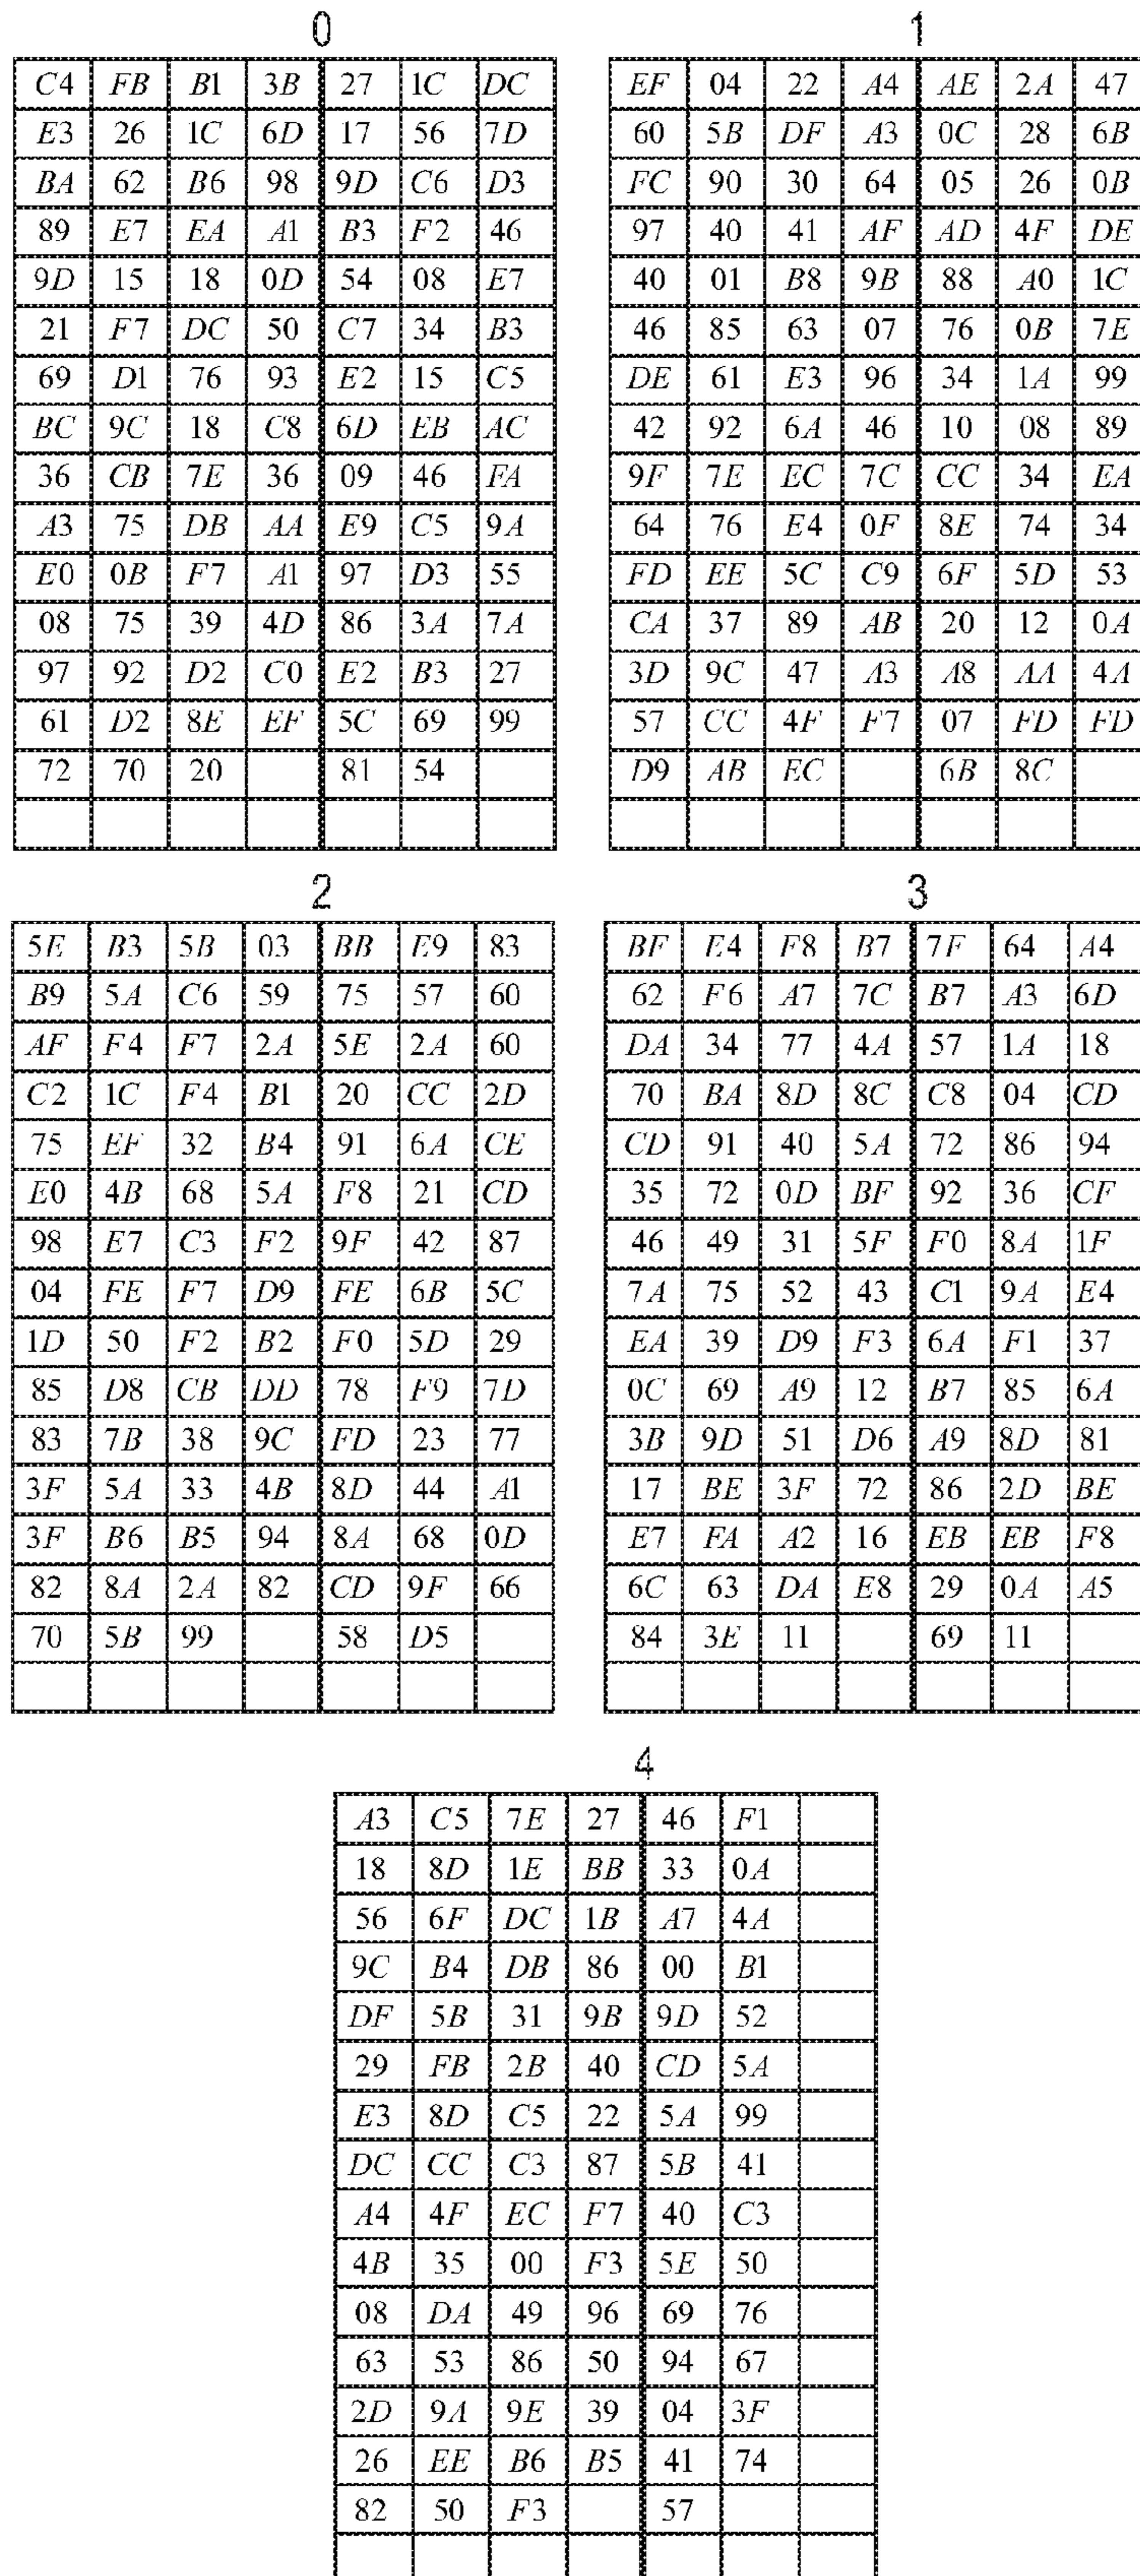 0
C4 FB B1 3B 27 1C DC
E3 26 1C 6D 17 56 7D
BA 62 B6 98 9D C6 D3
89 E7 EA A1 B3 F2 46
9D 15 18 0D 54 08 E7
21 F7 DC 50 C7 34 B3
69 D1 76 93 E2 15 C5
BC 9C 18 C8 6D EB AC
36 CB 7E 36 09 46 FA
A3 75 DB AA E9 C5 9A
E0 0B F7 A1 97 D3 55
08 75 39 4D 86 3A 7A
97 92 D2 C0 E2 B3 27
61 D2 8E EF 5C 69 99
72 70 20 81 54
1
EF 04 22 A4 AE 2A 47
60 5B DF A3 0C 28 6B
FC 90 30 64 05 26 0B
97 40 41 AF AD 4F DE
40 01 B8 9B 88 A0 1C
46 85 63 07 76 0B 7E
DE 61 E3 96 34 1A 99
42 92 6A 46 10 08 89
9F 7E EC 7C CC 34 EA
64 76 E4 0F 8E 74 34
FD EE 5C C9 6F 5D 53
CA 37 89 AB 20 12 0A
3D 9C 47 A3 A8 AA 4A
57 CC 4F F7 07 FD FD
D9 AB EC 6B 8C
2
5E B3 5B 03 BB E9 83
B9 5A C6 59 75 57 60
AF F4 F7 2A 5E 2A 60
C2 1C F4 B1 20 CC 2D
75 EF 32 B4 91 6A CE
E0 4B 68 5A F8 21 CD
98 E7 C3 F2 9F 42 87
04 FE F7 D9 FE 6B 5C
1D 50 F2 B2 F0 5D 29
85 D8 CB DD 78 F9 7D
83 7B 38 9C FD 23 77
3F 5A 33 4B 8D 44 A1
3F B6 B5 94 8A 68 0D
82 8A 2A 82 CD 9F 66
70 5B 99 58 D5
3
BF E4 F8 B7 7F 64 A4
62 F6 A7 7C B7 A3 6D
DA 34 77 4A 57 1A 18
70 BA 8D 8C C8 04 CD
CD 91 40 5A 72 86 94
35 72 0D BF 92 36 CF
46 49 31 5F F0 8A 1F
7A 75 52 43 C1 9A E4
EA 39 D9 F3 6A F1 37
0C 69 A9 12 B7 85 6A
3B 9D 51 D6 A9 8D 81
17 BE 3F 72 86 2D BE
E7 FA A2 16 EB EB F8
6C 63 DA E8 29 0A A5
84 3E 11 69 11
4
A3 C5 7E 27 46 F1
18 8D 1E BB 33 0A
56 6F DC 1B A7 4A
9C B4 DB 86 00 B1
DF 5B 31 9B 9D 52
29 FB 2B 40 CD 5A
E3 8D C5 22 5A 99
DC CC C3 87 5B 41
A4 4F EC F7 40 C3
4B 35 00 F3 5E 50
08 DA 49 96 69 76
63 53 86 50 94 67
2D 9A 9E 39 04 3F
26 EE B6 B5 41 74
82 50 F3 57